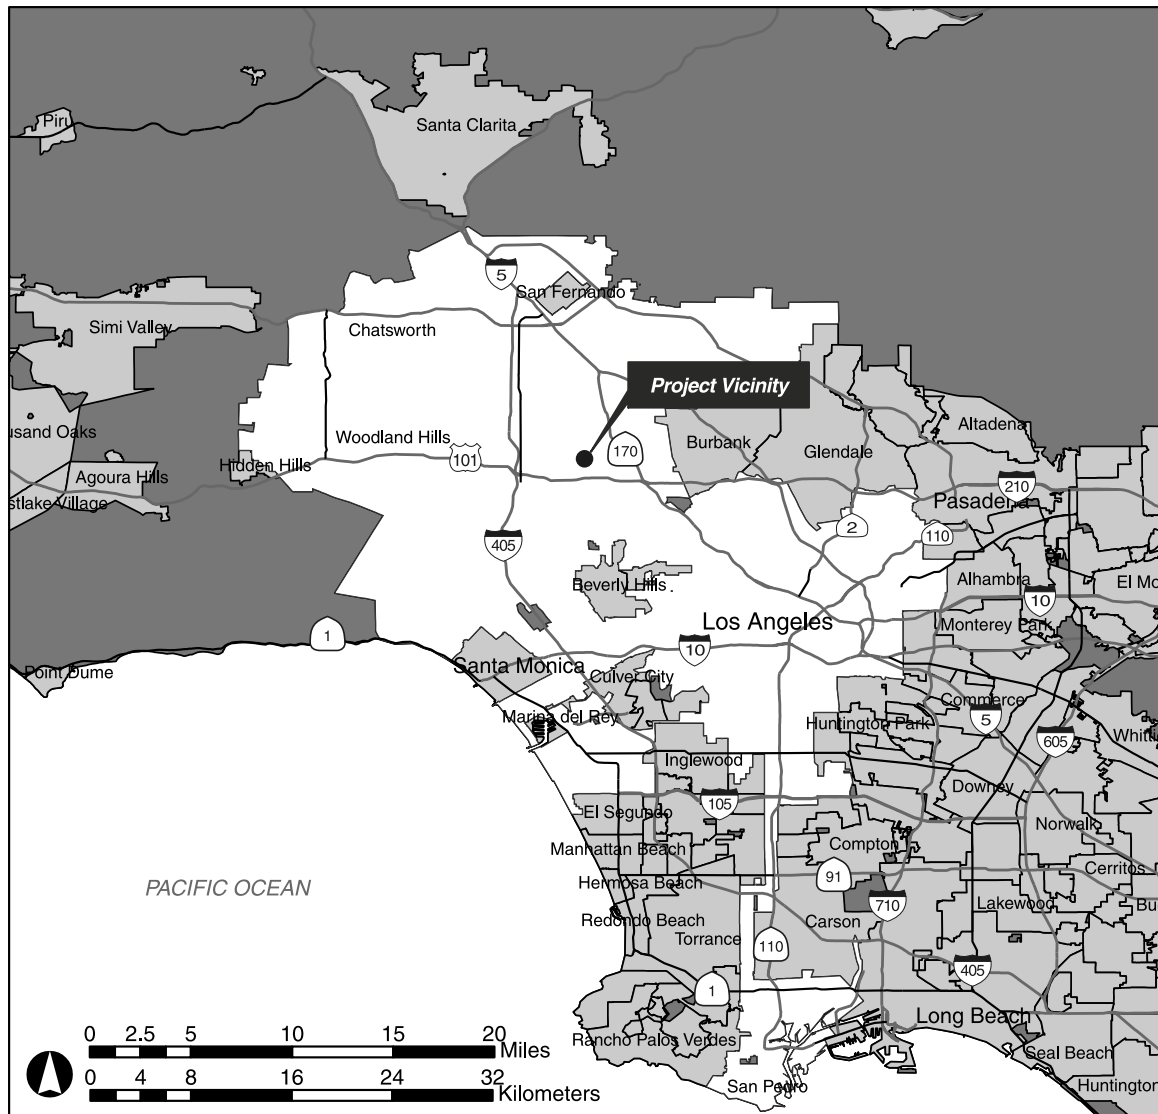 Piru
Santa Clarita
5
San Fernando
Simi Valley
Chatsworth
Project Vicinity
Altadena
usand Oaks
Woodland Hills
170
Burbank
Glendale
101
Hidden Hills
Agoura Hills
210
stlake Village
Pasadena
2
110
405
Alhambra
El Mo
Beverly Hills
10
Los Angeles
Monterey Park
1
10
Santa Monica
Point Dume
Culver City
Commerce
Marina del Rey
Huntington Park
5
605
Whitti
Inglewood
Downey
105
El Segundo
Norwalk
Manhattan Beach
Compton
Cerritos
91
PACIFIC OCEAN
Hermosa Beach
710
Lakewood
Bu
Redondo Beach
Carson
Torrance
110
405
1
Long Beach
0 2.5 5 10 15 20
Miles
Rancho Palos Verdes
Seal Beach
0 4 8 16 24 32
Kilometers
San Pedro
Huntington